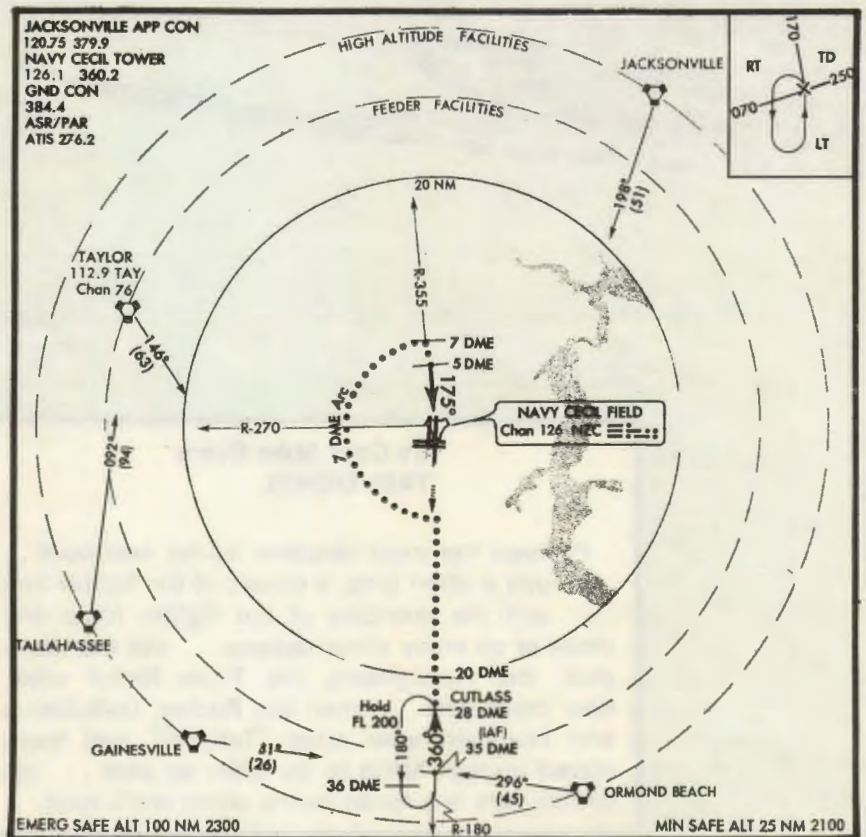 JACKSONVILLE APP CON
120.75 379.9
NAVY CECIL TOWER
126.1 360.2
GND CON
384.4
ASR/PAR
ATIS 276.2
HIGH ALTITUDE FACILITIES
FEEDER FACILITIES
JACKSONVILLE
198°
(51)
170
RT
TD
250
070
LT
20 NM
R-355
TAYLOR
112.9 TAY
Chan 76
146°
(63)
7 DME
5 DME
175°
7 DME Arc
R-270
NAVY CECIL FIELD
Chan 126 NZC
092°
(94)
TALLAHASSEE
20 DME
CUTLASS
28 DME
Hold
FL 200
(IAF)
35 DME
180°
360°
GAINESVILLE
81°
(26)
36 DME
296°
(45)
ORMOND BEACH
R-180
EMERG SAFE ALT 100 NM 2300
MIN SAFE ALT 25 NM 2100